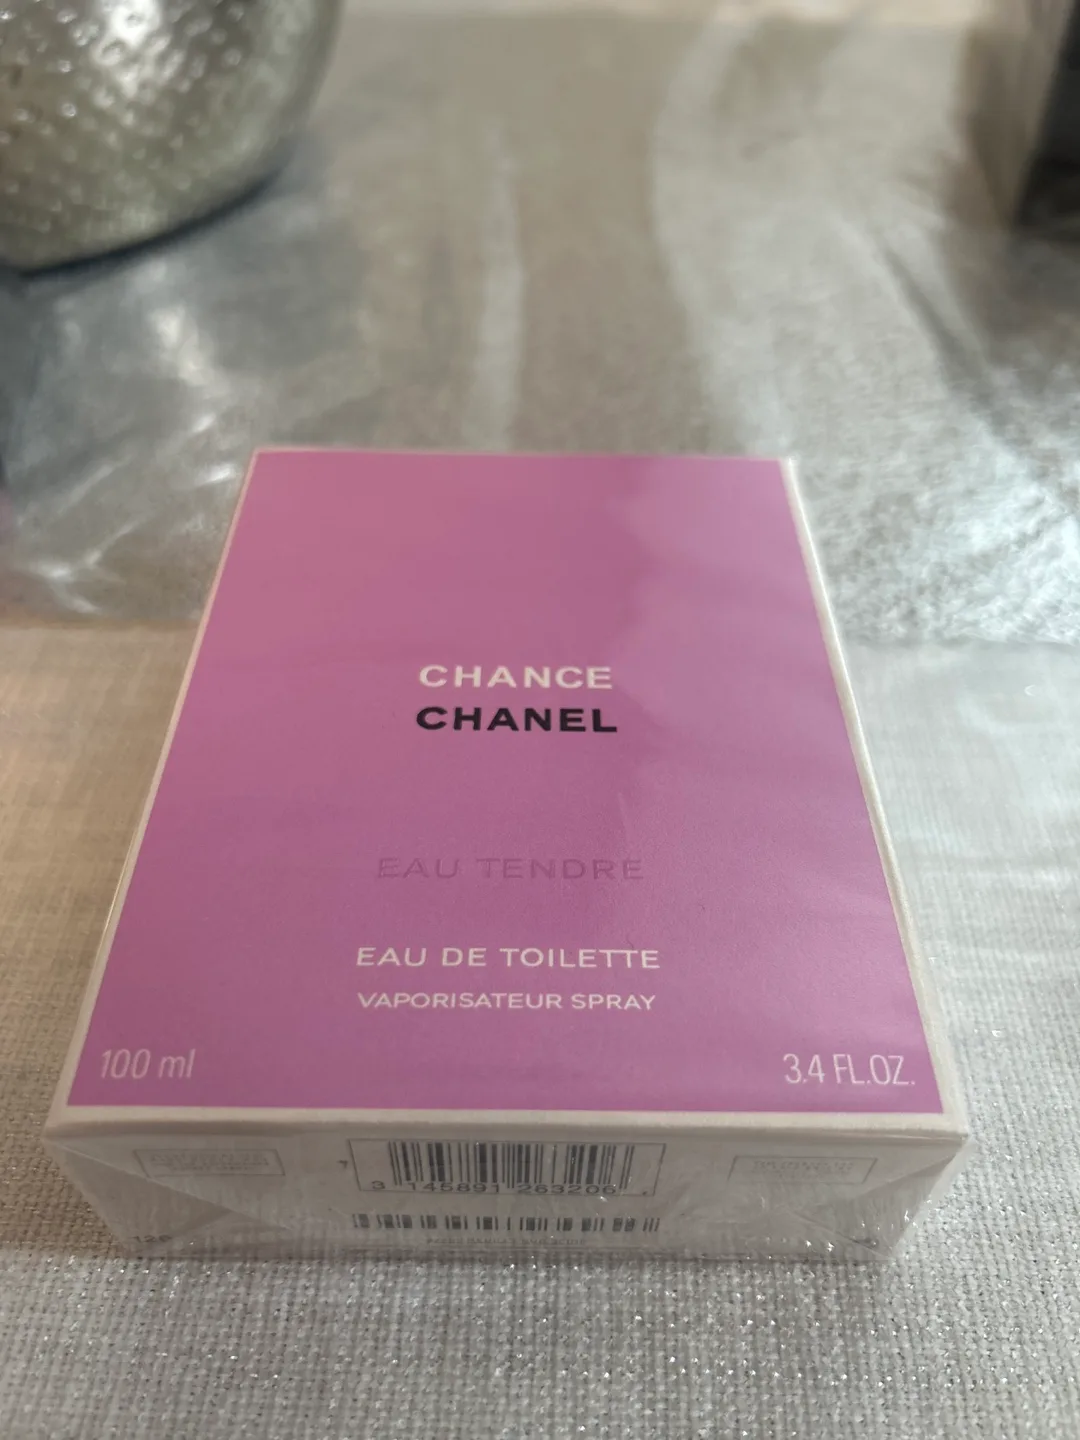 CHANCE
CHANEL
EAU TENDRE
EAU DE TOILETTE
VAPORISATEUR SPRAY
100 ml
3.4 FL.OZ.
3 145891 263206